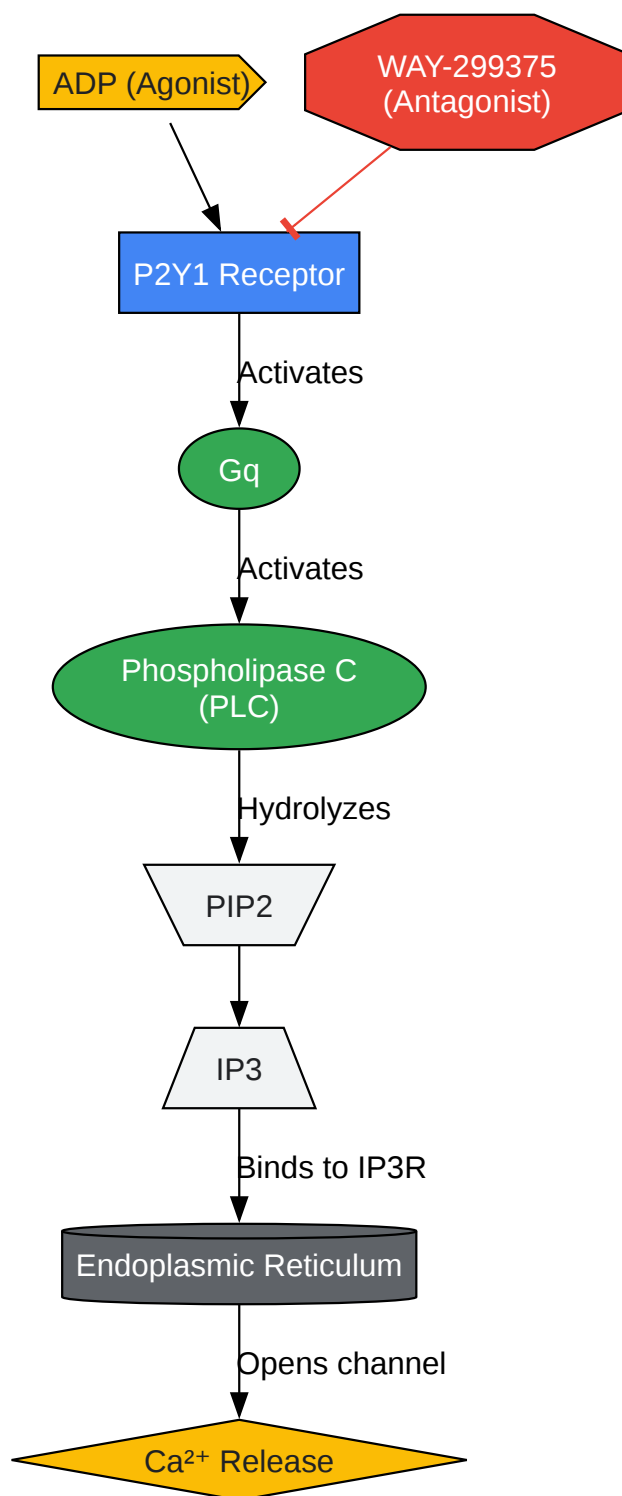 ADP (Agonist)
WAY-299375
(Antagonist)
P2Y1 Receptor
Activates
Gq
Activates
Phospholipase C
(PLC)
Hydrolyzes
PIP2
IP3
Binds to IP3R
Endoplasmic Reticulum
Opens channel
Ca²⁺ Release